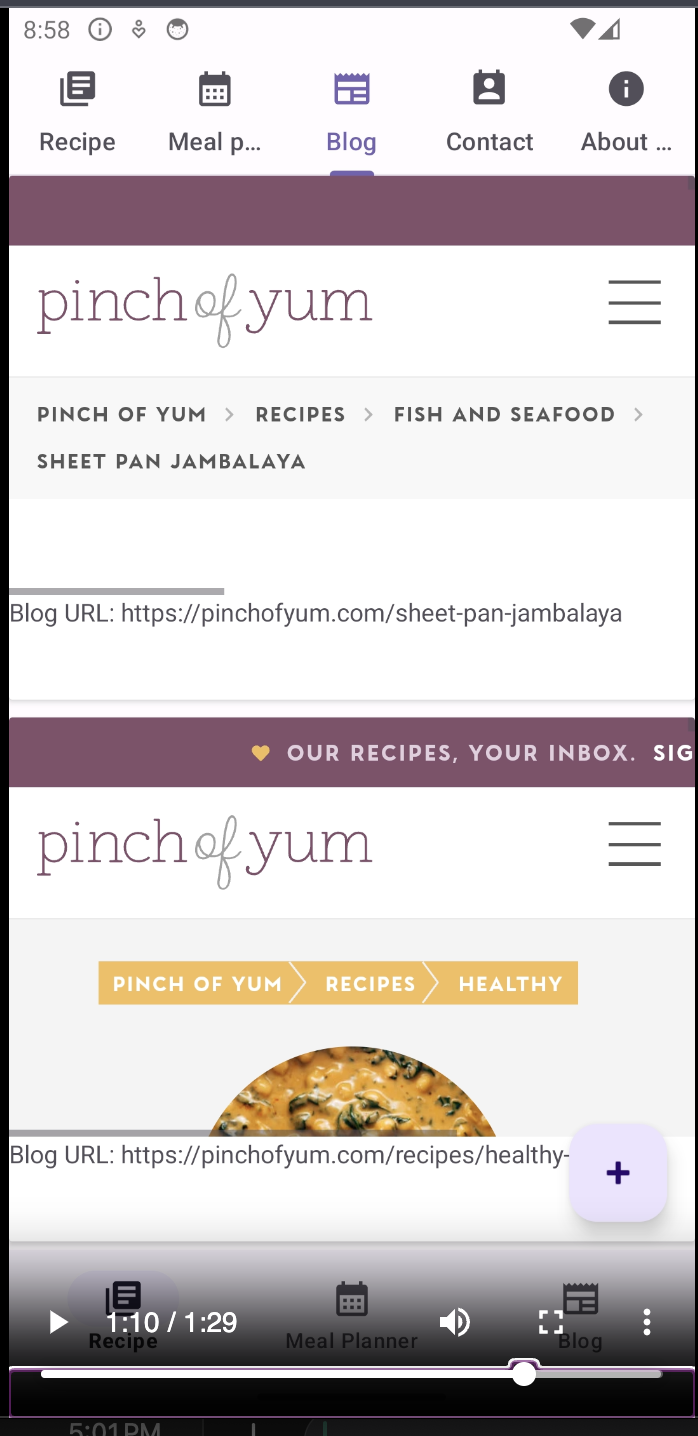 8:58
Recipe Meal p... Blog Contact About ...
pinch of yum
PINCH OF YUM > RECIPES > FISH AND SEAFOOD >
SHEET PAN JAMBALAYA
Blog URL: https://pinchofyum.com/sheet-pan-jambalaya
OUR RECIPES, YOUR INBOX. SIG
pinch of yum
PINCH OF YUM RECIPES HEALTHY
Blog URL: https://pinchofyum.com/recipes/healthy-
+
1:10 / 1:29
Recipe Meal Planner Blog
5:01PM